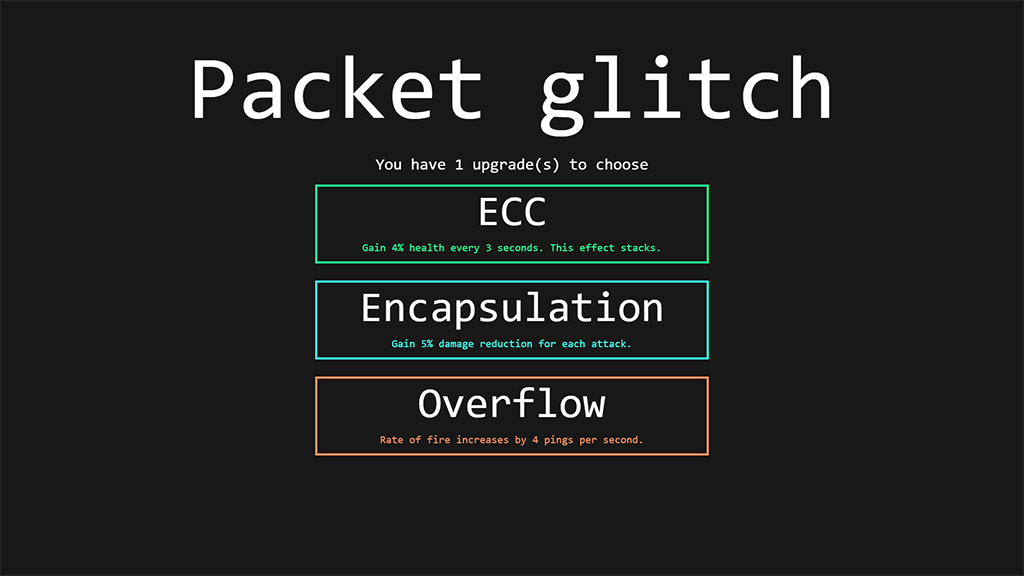 Packet glitch
You have 1 upgrade(s) to choose
ECC
Gain 4% health every 3 seconds. This effect stacks.
Encapsulation
Gain 5% damage reduction for each attack.
Overflow
Rate of fire increases by 4 pings per second.